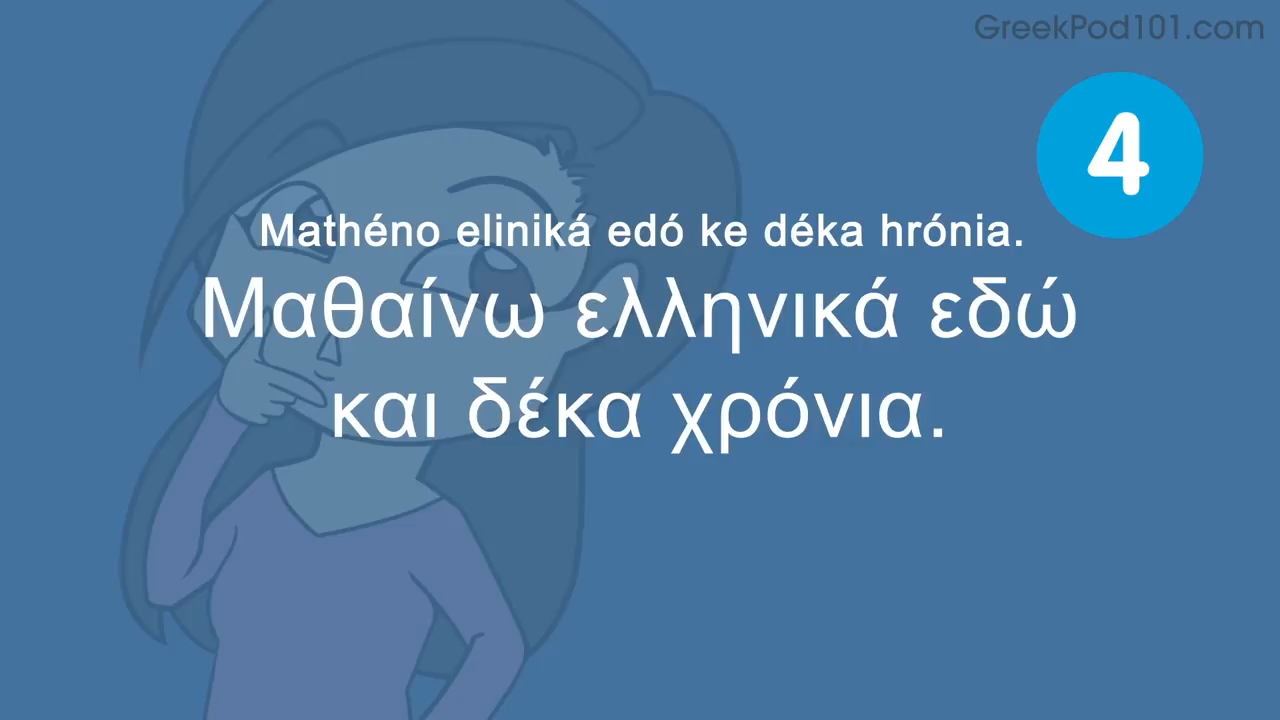 GreekPod101.com
4
Mathéno eliniká edó ke déka hrónia.
Μαθαίνω ελληνικά εδώ
και δέκα χρόνια.